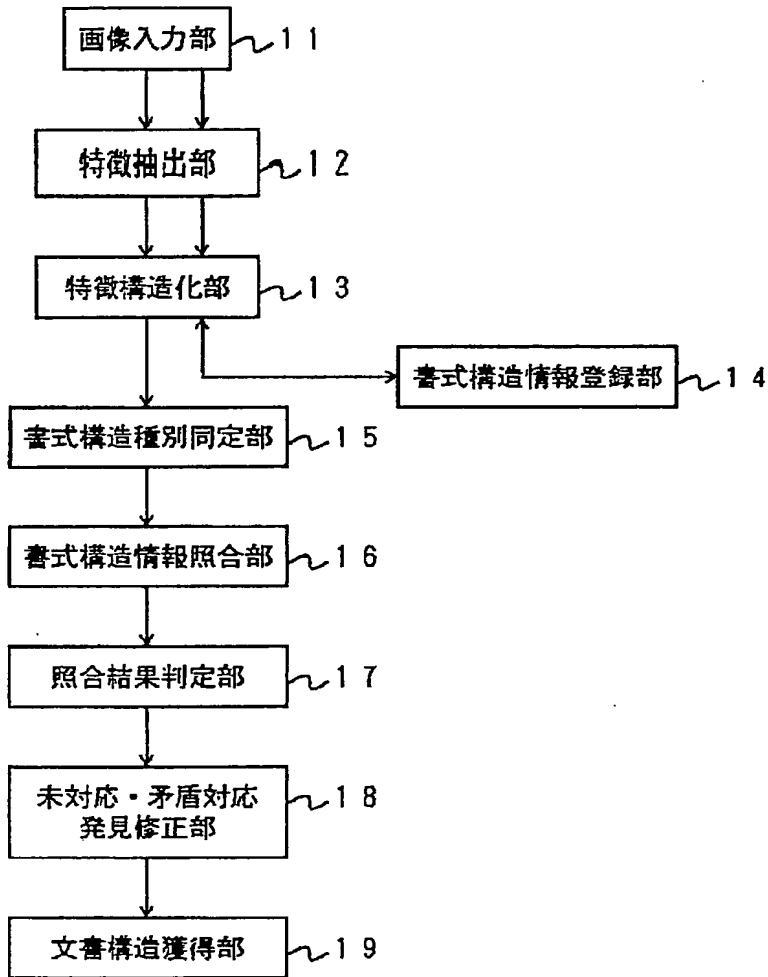 画像入力部 11
特徴抽出部 12
特徴構造化部 13
書式構造情報登録部 14
書式構造種別同定部 15
書式構造情報照合部 16
照合結果判定部 17
未対応・矛盾対応 18
発見修正部
文書構造獲得部 19